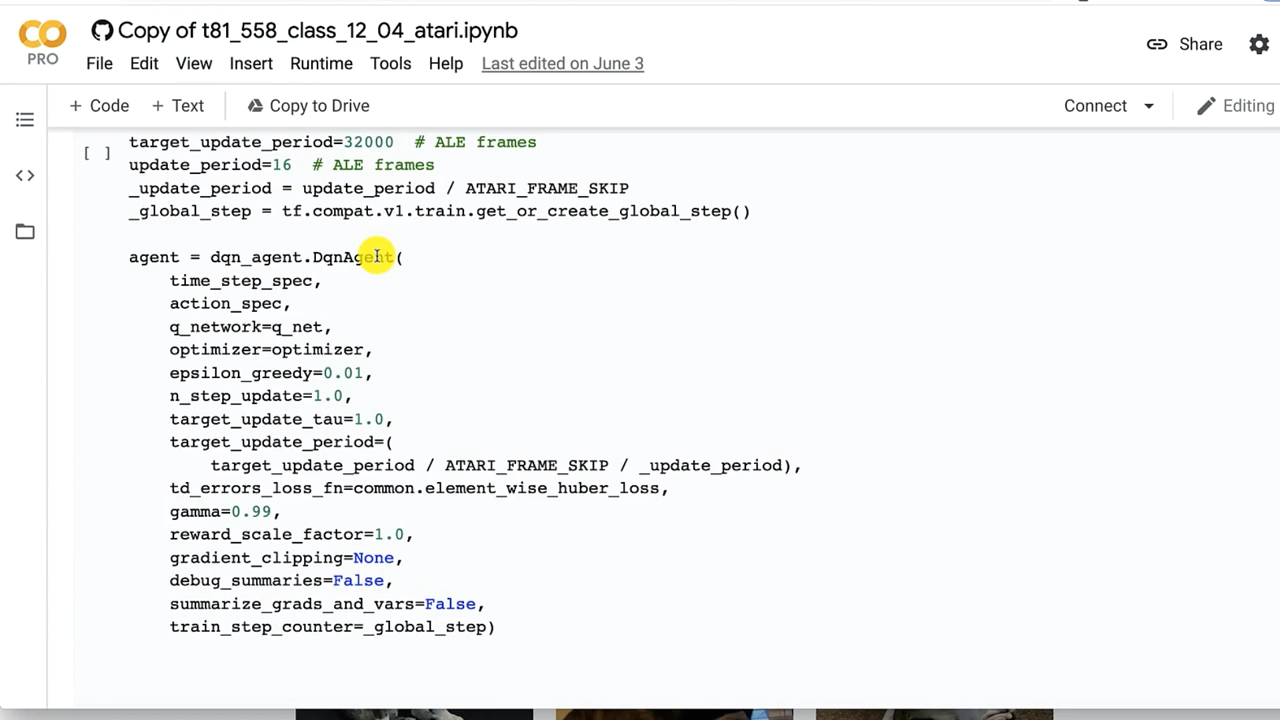 Copy of t81_558_class_12_04_atari.ipynb
PRO
File Edit View Insert Runtime Tools Help Last edited on June 3
Share
+ Code + Text Copy to Drive
Connect
Editing
[ ]
target_update_period=32000 # ALE frames
update_period=16 # ALE frames
_update_period = update_period / ATARI_FRAME_SKIP
_global_step = tf.compat.v1.train.get_or_create_global_step()
agent = dqn_agent.DqnAgent(
time_step_spec,
action_spec,
q_network=q_net,
optimizer=optimizer,
epsilon_greedy=0.01,
n_step_update=1.0,
target_update_tau=1.0,
target_update_period=(
target_update_period / ATARI_FRAME_SKIP / _update_period),
td_errors_loss_fn=common.element_wise_huber_loss,
gamma=0.99,
reward_scale_factor=1.0,
gradient_clipping=None,
debug_summaries=False,
summarize_grads_and_vars=False,
train_step_counter=_global_step)